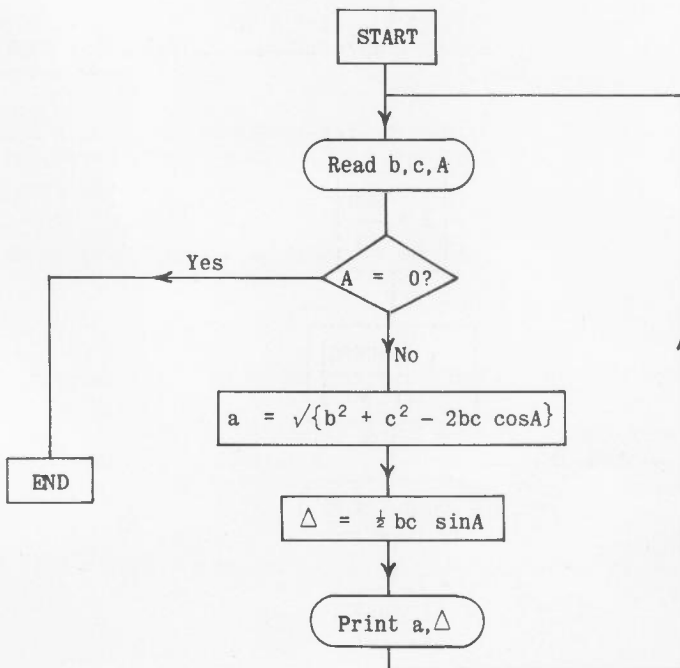 START
Read b,c,A
A = 0?
Yes
No
a = √{b² + c² - 2bc cosA}
END
Δ = ½ bc sinA
Print a,Δ